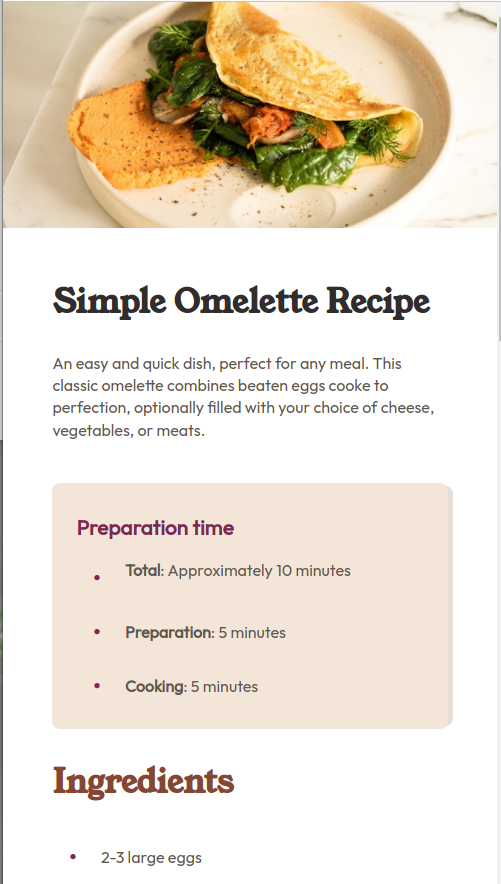 Simple Omelette Recipe
An easy and quick dish, perfect for any meal. This
classic omelette combines beaten eggs cooke to
perfection, optionally filled with your choice of cheese,
vegetables, or meats.
Preparation time
• Total: Approximately 10 minutes
• Preparation: 5 minutes
• Cooking: 5 minutes
Ingredients
• 2-3 large eggs